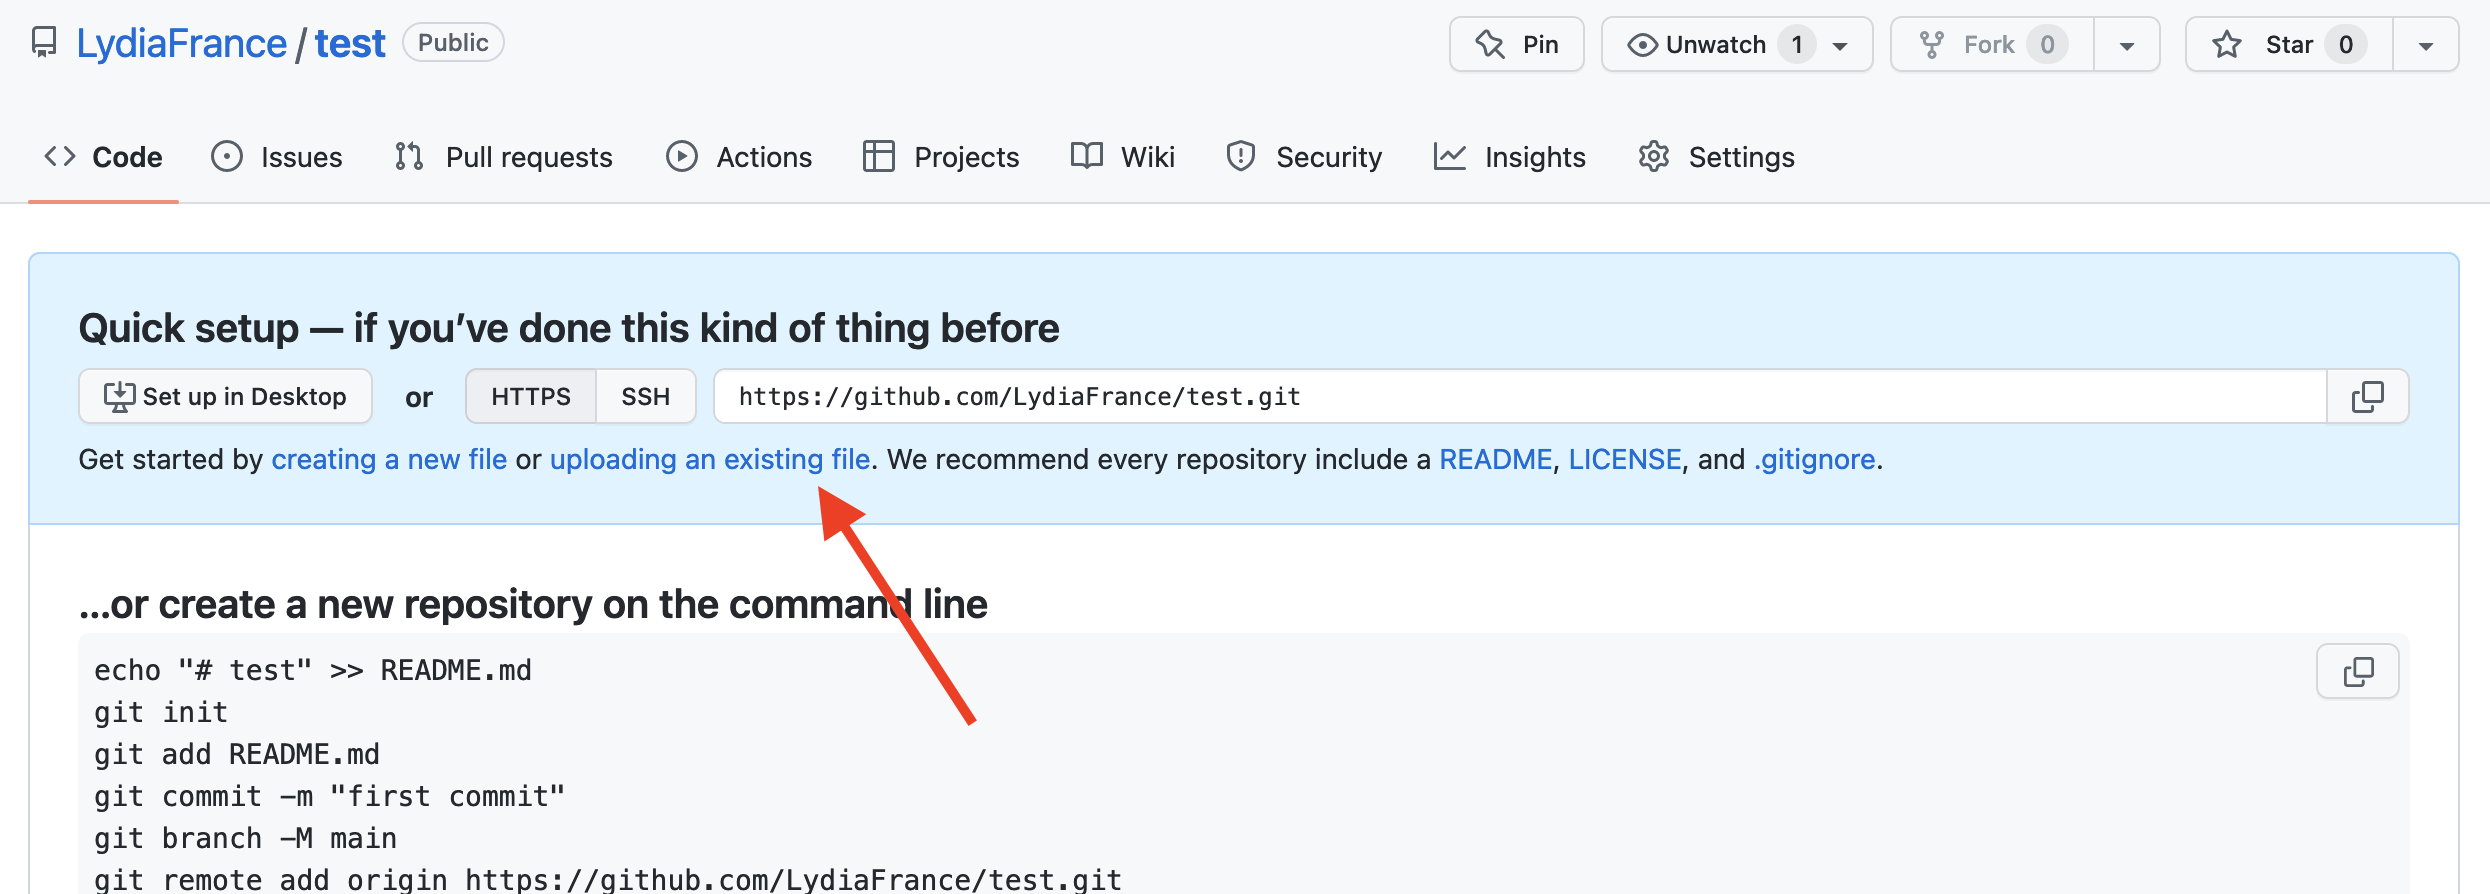 LydiaFrance / test Public Pin Unwatch 1 Fork 0 Star 0
Code Issues Pull requests Actions Projects Wiki Security Insights Settings
Quick setup — if you’ve done this kind of thing before
Set up in Desktop or HTTPS SSH https://github.com/LydiaFrance/test.git
Get started by creating a new file or uploading an existing file. We recommend every repository include a README, LICENSE, and .gitignore.
…or create a new repository on the command line
echo "# test" >> README.md
git init
git add README.md
git commit -m "first commit"
git branch -M main
git remote add origin https://github.com/LydiaFrance/test.git